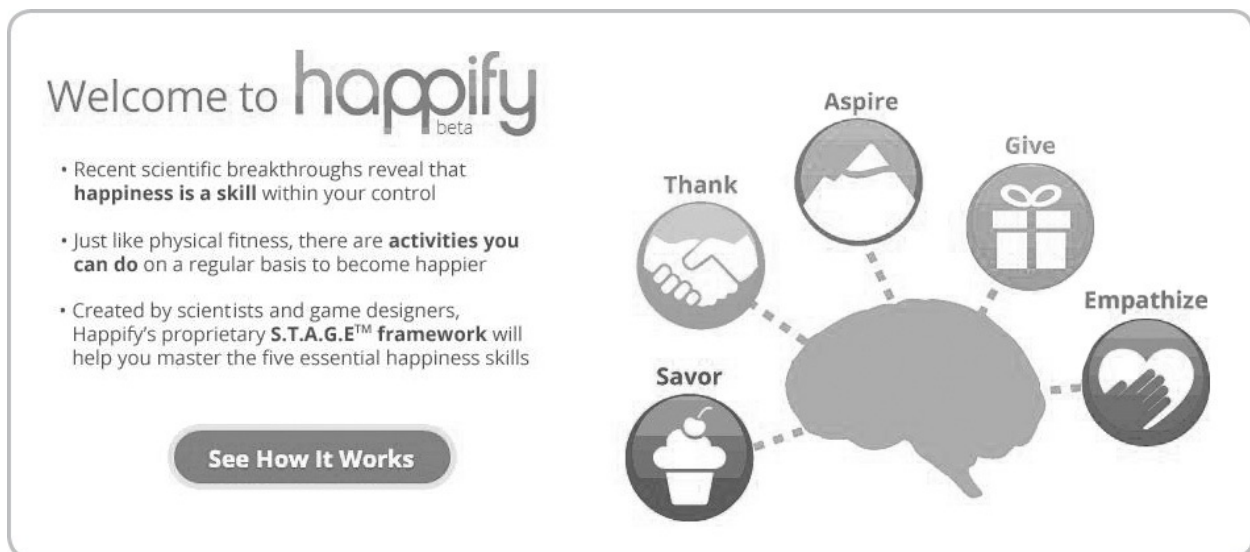 Welcome to happify
beta
• Recent scientific breakthroughs reveal that
happiness is a skill within your control
• Just like physical fitness, there are activities you
can do on a regular basis to become happier
• Created by scientists and game designers,
Happify's proprietary S.T.A.G.E™ framework will
help you master the five essential happiness skills
See How It Works
Savor
Thank
Aspire
Give
Empathize